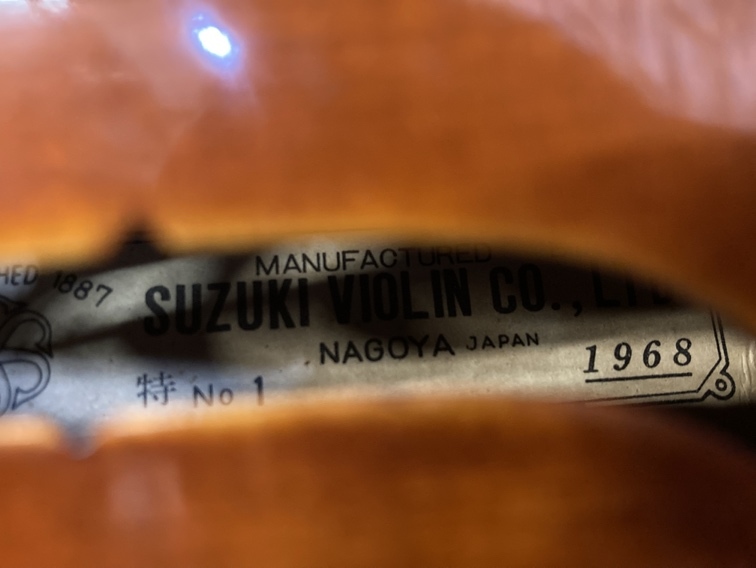 HED 1887
MANUFACTURED
SUZUKI VIOLIN CO., LTD
NAGOYA JAPAN
1968
特 No 1